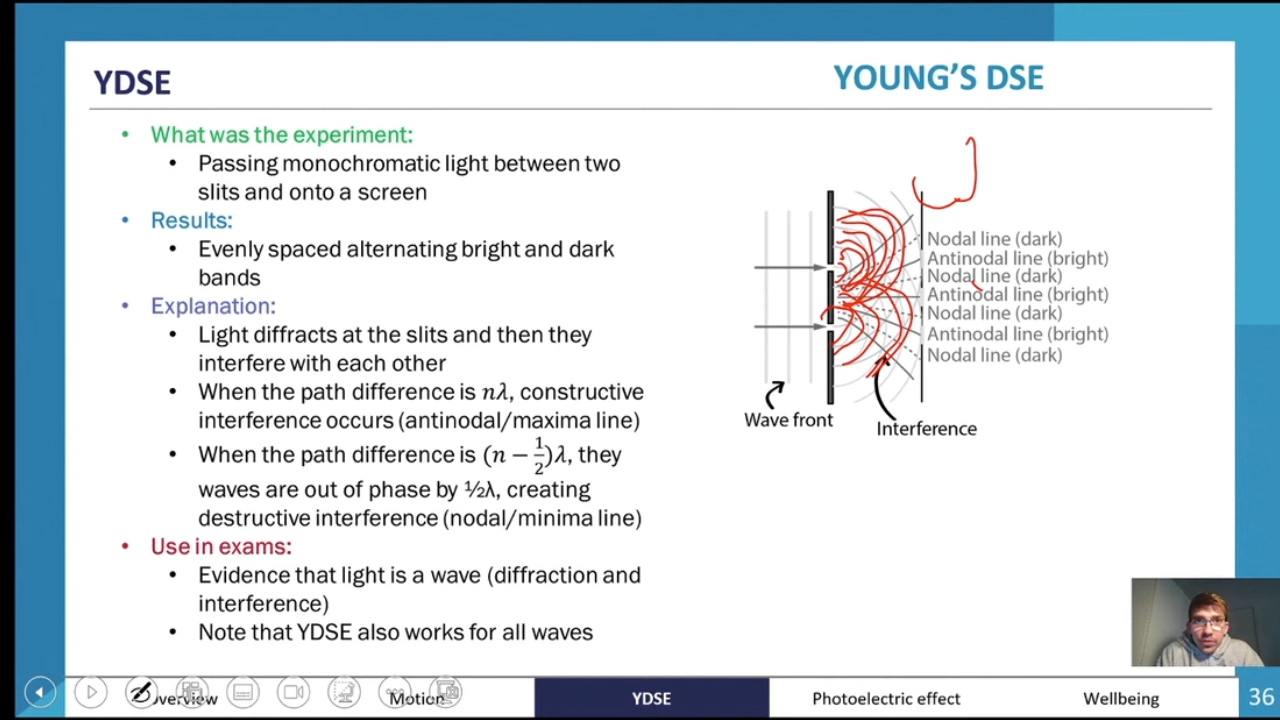 YDSE
YOUNG'S DSE
• What was the experiment:
• Passing monochromatic light between two
slits and onto a screen
• Results:
• Evenly spaced alternating bright and dark
bands
• Explanation:
• Light diffracts at the slits and then they
interfere with each other
• When the path difference is nλ, constructive
interference occurs (antinodal/maxima line)
• When the path difference is (n − 1/2)λ, they
waves are out of phase by ½λ, creating
destructive interference (nodal/minima line)
• Use in exams:
• Evidence that light is a wave (diffraction and
interference)
• Note that YDSE also works for all waves
Nodal line (dark)
Antinodal line (bright)
Nodal line (dark)
Antinodal line (bright)
Nodal line (dark)
Antinodal line (bright)
Nodal line (dark)
Wave front
Interference
Overview
Motion
YDSE
Photoelectric effect
Wellbeing
36